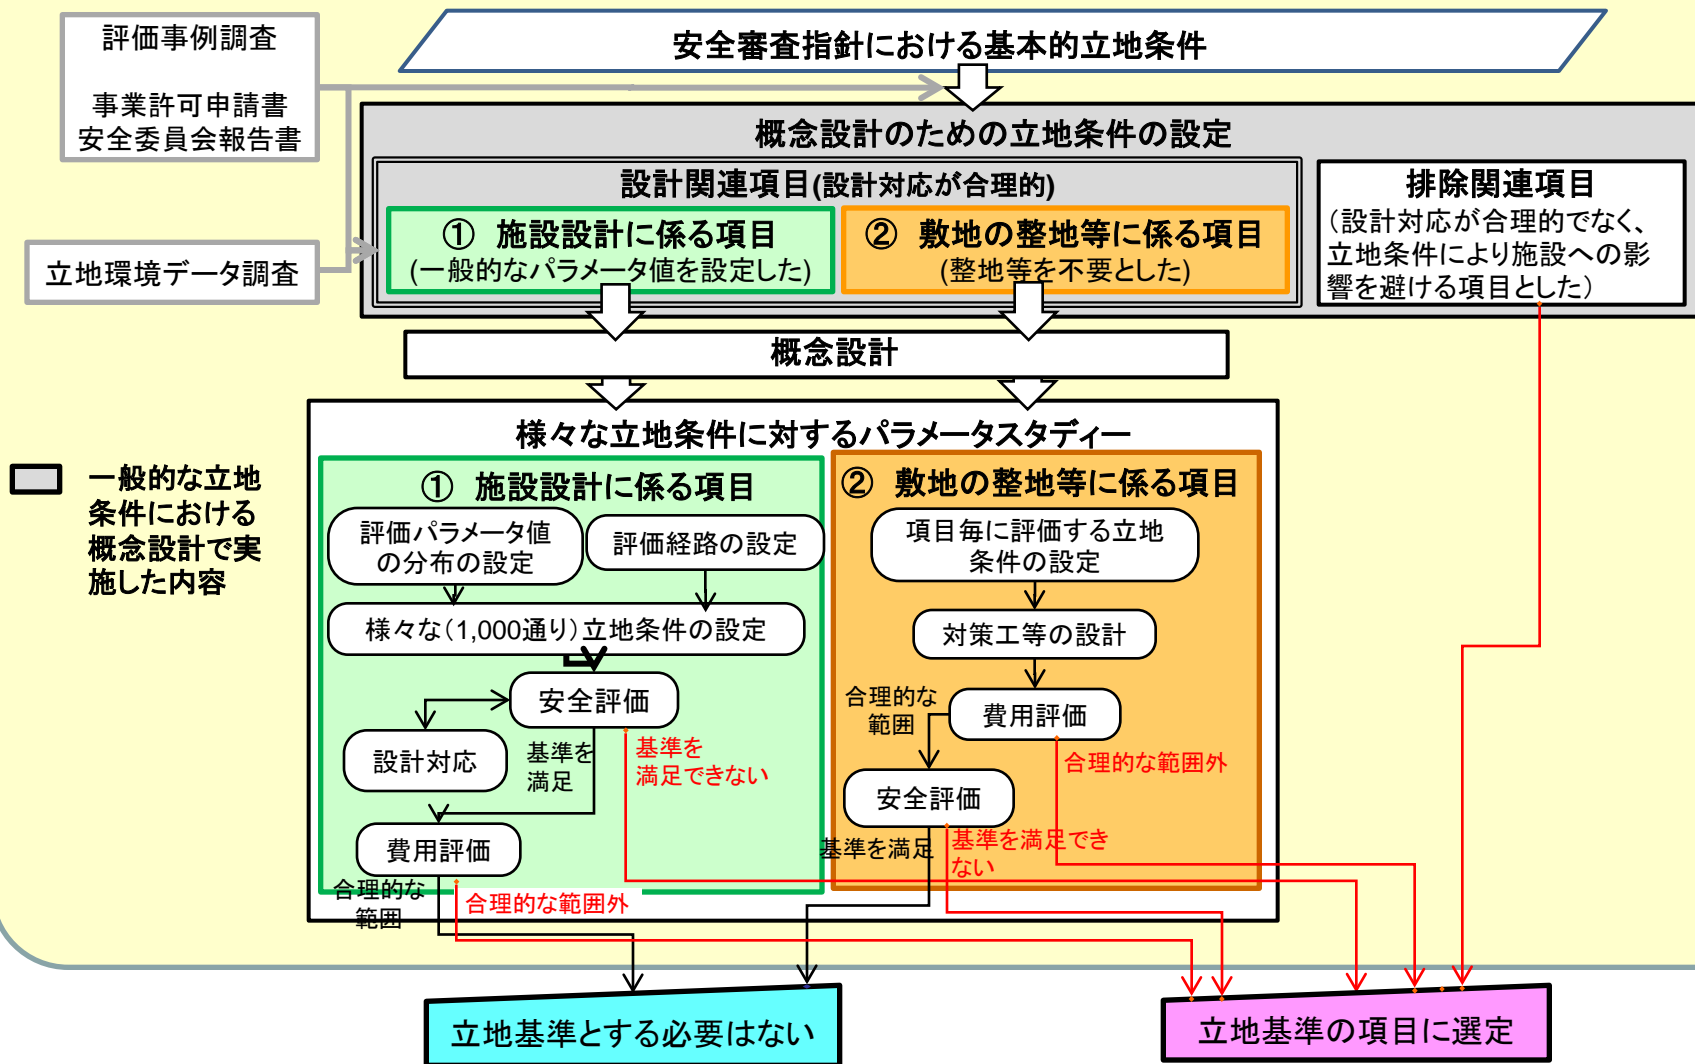 評価事例調査
事業許可申請書
安全委員会報告書
安全審査指針における基本的立地条件
概念設計のための立地条件の設定
設計関連項目(設計対応が合理的)
① 施設設計に係る項目
(一般的なパラメータ値を設定した)
② 敷地の整地等に係る項目
(整地等を不要とした)
排除関連項目
（設計対応が合理的でなく、
立地条件により施設への影
響を避ける項目とした）
立地環境データ調査
概念設計
様々な立地条件に対するパラメータスタディー
一般的な立地
条件における
概念設計で実
施した内容
① 施設設計に係る項目
評価パラメータ値
の分布の設定
評価経路の設定
様々な（1,000通り）立地条件の設定
安全評価
設計対応
基準を
満足
基準を
満足できない
費用評価
合理的な
範囲
合理的な範囲外
② 敷地の整地等に係る項目
項目毎に評価する立地
条件の設定
対策工等の設計
合理的な
範囲
費用評価
合理的な範囲外
安全評価
基準を満足
基準を満足でき
ない
立地基準とする必要はない
立地基準の項目に選定